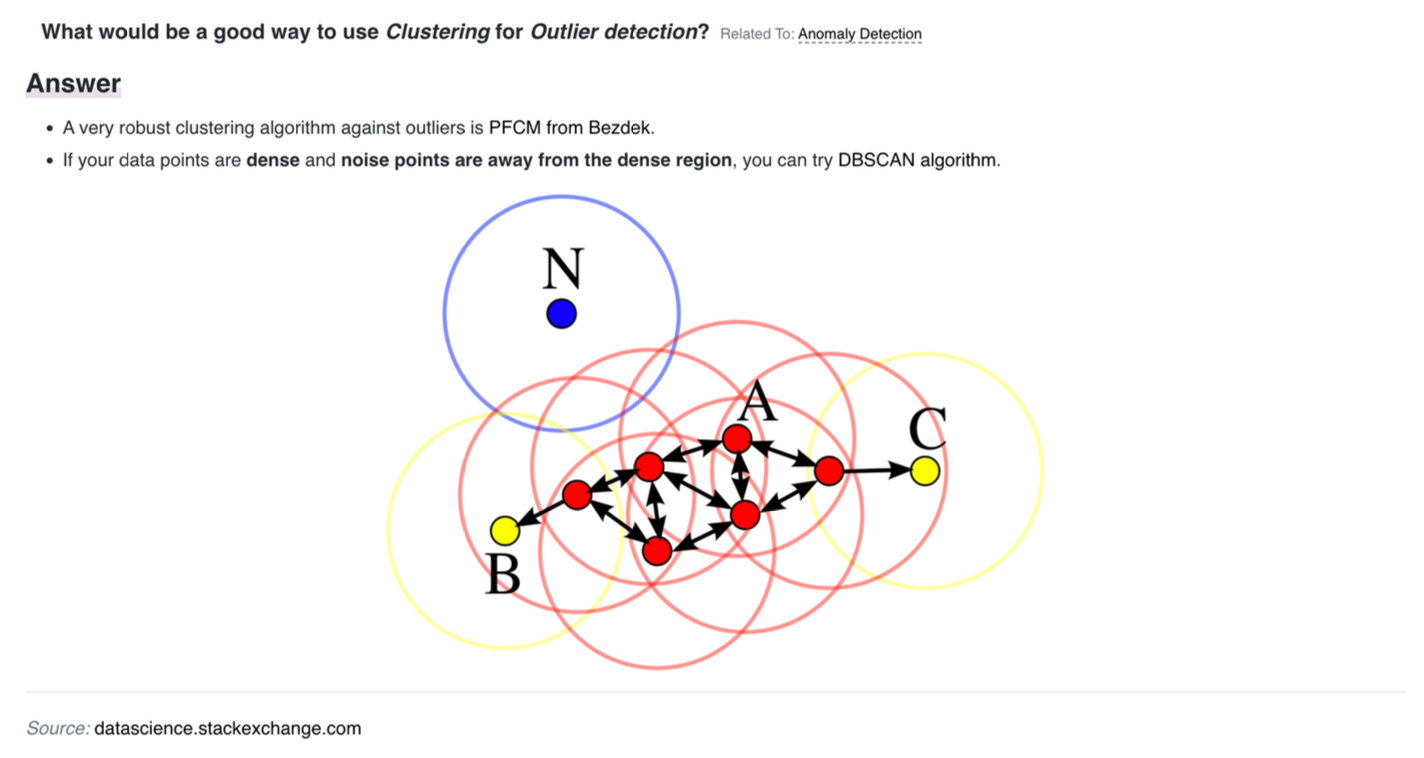 What would be a good way to use Clustering for Outlier detection? Related To: Anomaly Detection
Answer
• A very robust clustering algorithm against outliers is PFCM from Bezdek.
• If your data points are dense and noise points are away from the dense region, you can try DBSCAN algorithm.
N
A
C
B
Source: datascience.stackexchange.com